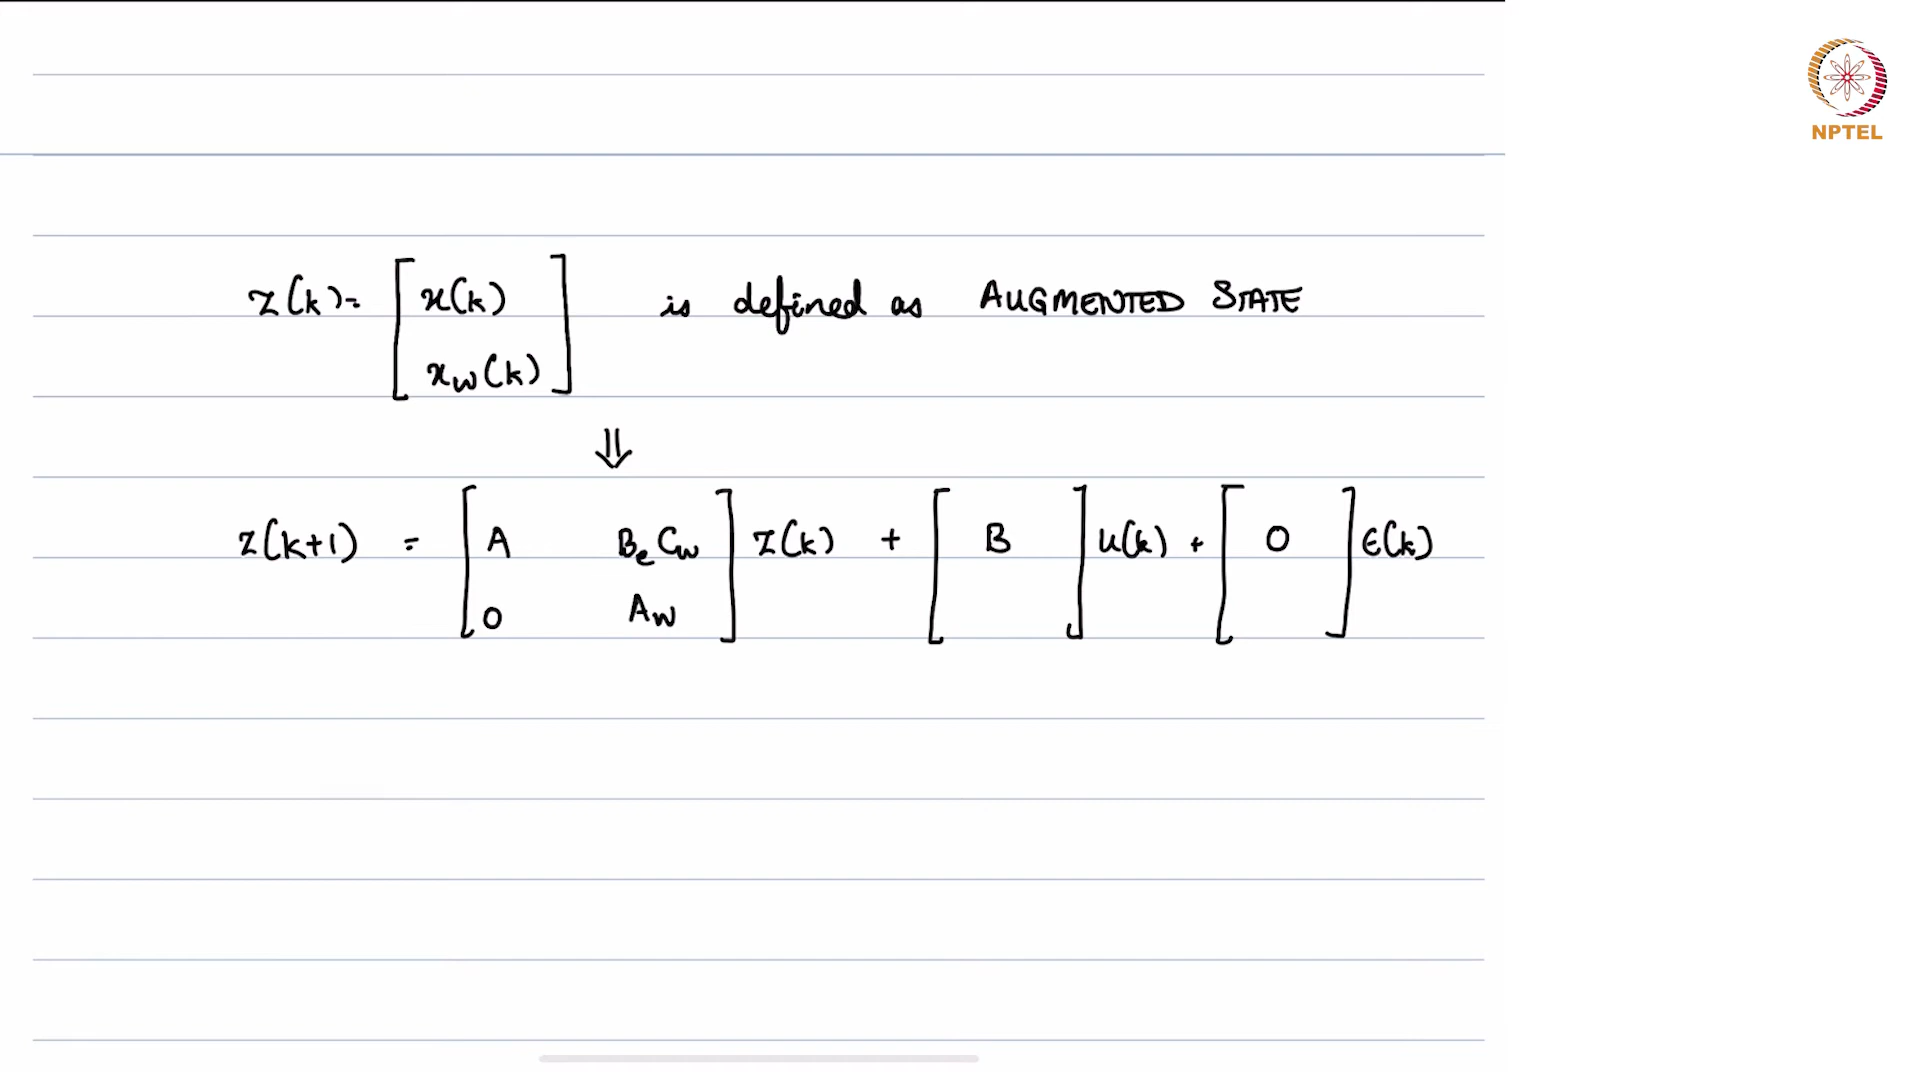 NPTEL
z(k) = [ x(k) is defined as AUGMENTED STATE
x_w(k) ]
⇓
z(k+1) = [ A B_e C_w ] z(k) + [ B ] u(k) + [ 0 ] ϵ(k)
0 A_w